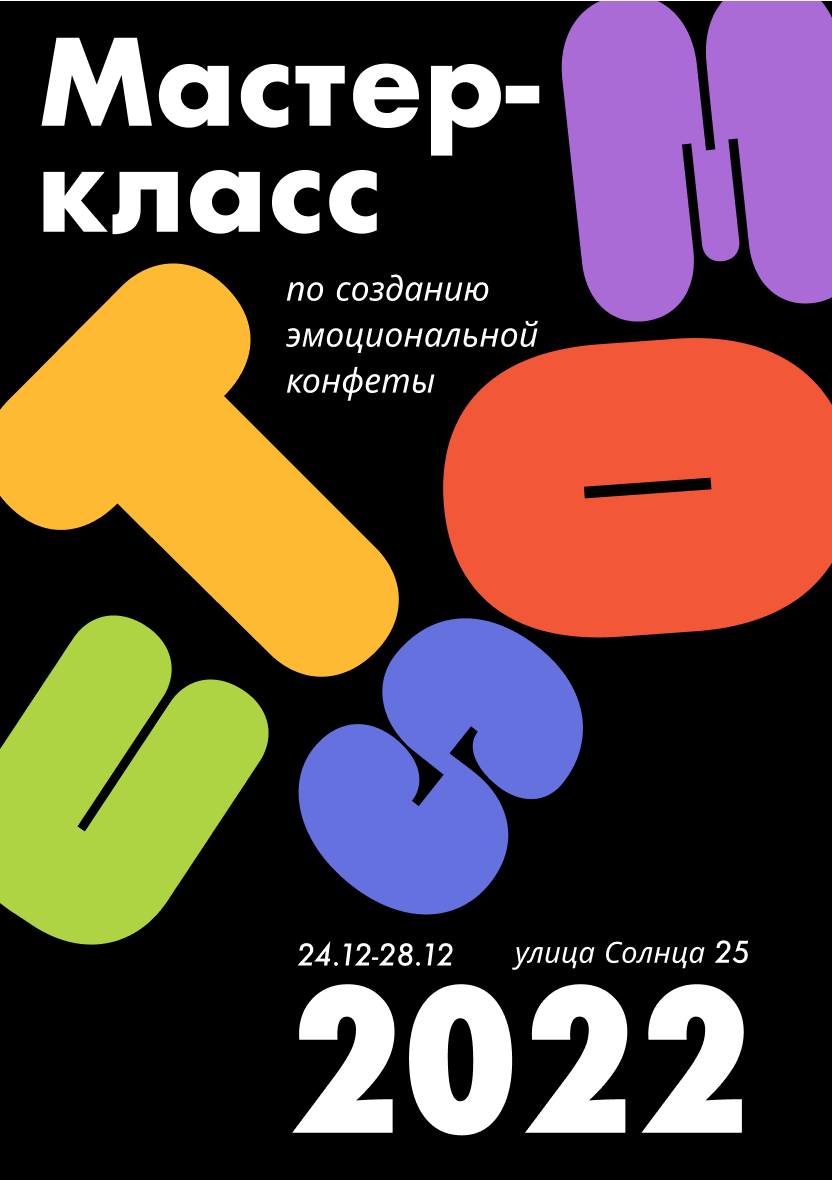 Мастер-
класс
M
по созданию
эмоциональной
конфеты
T
O
U
S
24.12-28.12 улица Солнца 25
2022